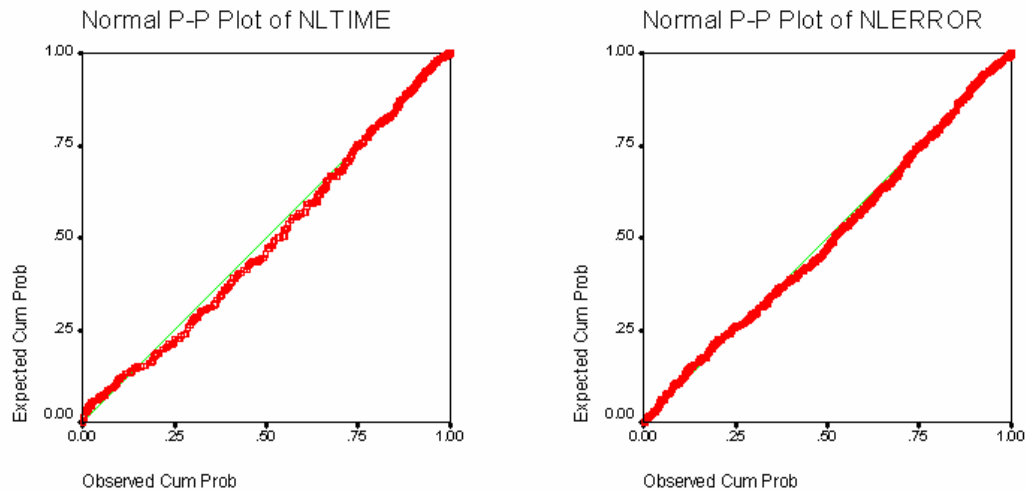 Normal P-P Plot of NLTIME
1.00
.75
.50
.25
0.00
Expected Cum Prob
0.00 .25 .50 .75 1.00
Observed Cum Prob
Normal P-P Plot of NLERROR
1.00
.75
.50
.25
0.00
Expected Cum Prob
0.00 .25 .50 .75 1.00
Observed Cum Prob